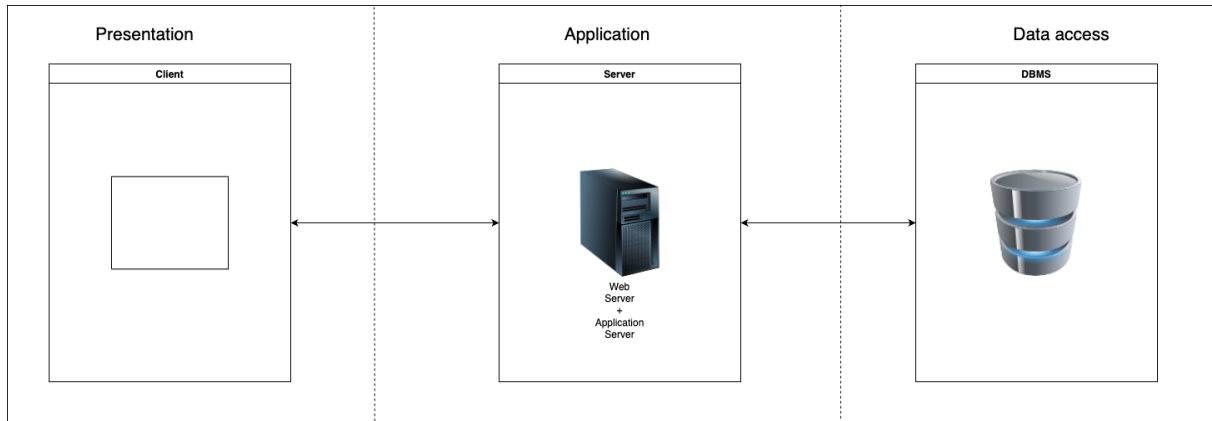 Presentation
Application
Data access
Client
Server
DBMS
Web
Server
+
Application
Server